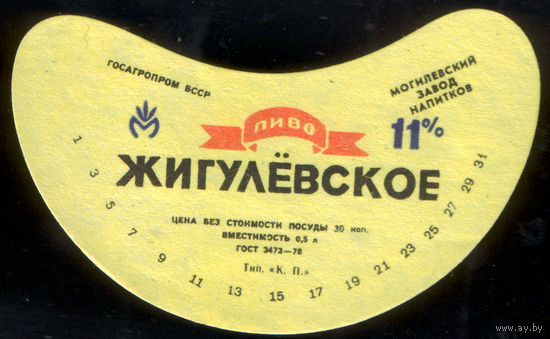 ГОСАГРОПРОМ БССР
МОГИЛЕВСКИЙ
ЗАВОД
НАПИТКОВ
ПИВО
11%
ЖИГУЛЁВСКОЕ
ЦЕНА БЕЗ СТОИМОСТИ ПОСУДЫ 30 коп.
ВМЕСТИМОСТЬ 0,5 л
ГОСТ 3473—78
Тип. «К. П.»
1 3 5 7 9 11 13 15 17 19 21 23 25 27 29 31
www.ay.by